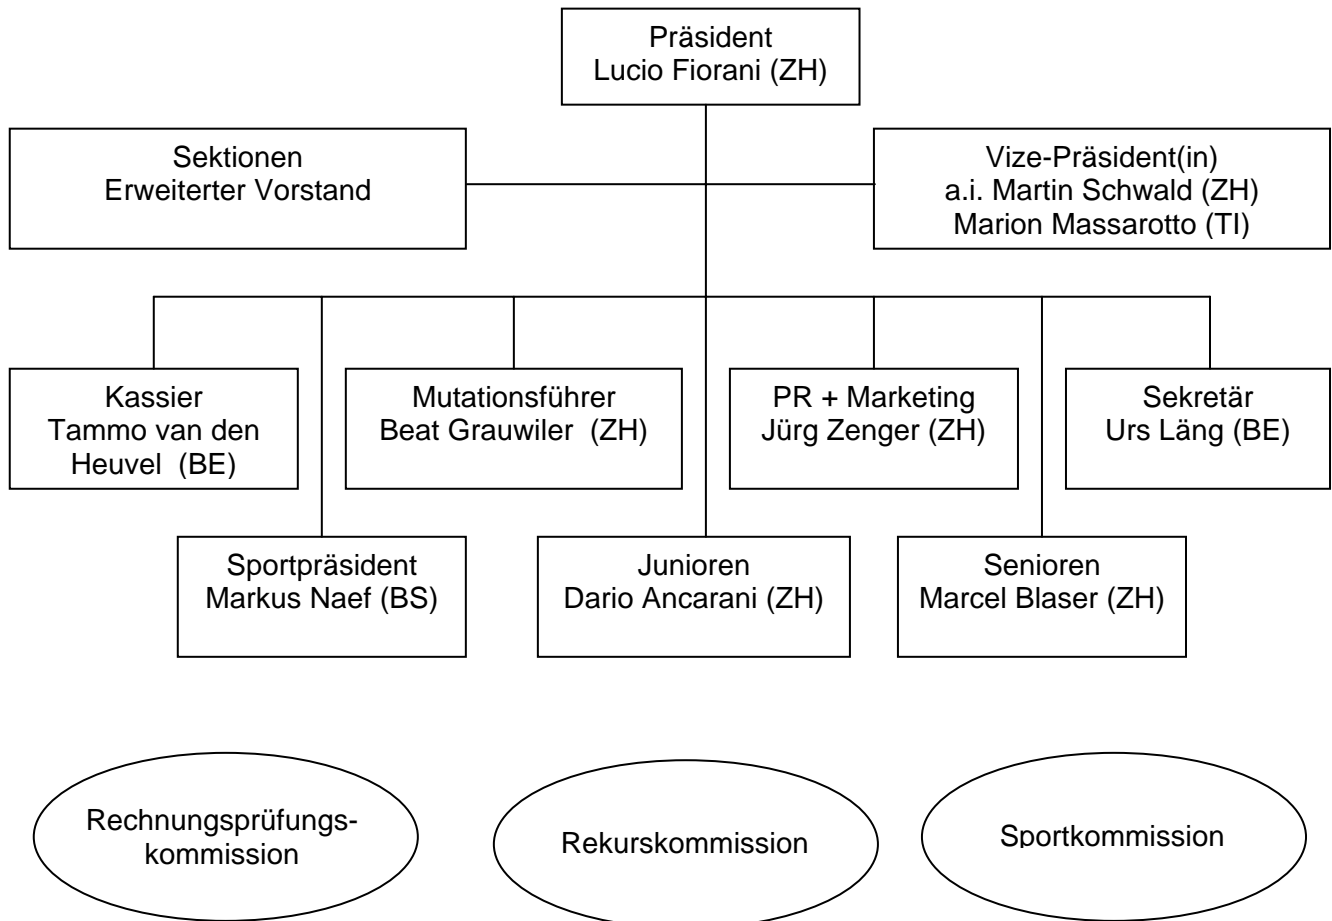 Präsident
Lucio Fiorani (ZH)
Sektionen
Erweiterter Vorstand
Vize-Präsident(in)
a.i. Martin Schwald (ZH)
Marion Massarotto (TI)
Kassier
Tammo van den
Heuvel (BE)
Mutationsführer
Beat Grauwiler (ZH)
PR + Marketing
Jürg Zenger (ZH)
Sekretär
Urs Läng (BE)
Sportpräsident
Markus Naef (BS)
Junioren
Dario Ancarani (ZH)
Senioren
Marcel Blaser (ZH)
Rechnungsprüfungs-
kommission
Rekurskommission
Sportkommission